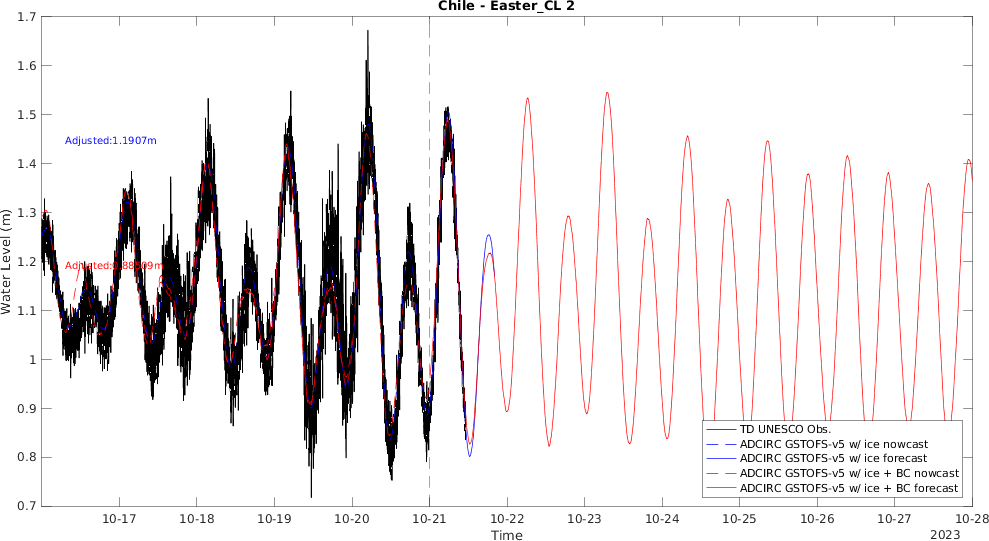 Chile - Easter_CL 2
1.7
1.6
1.5
1.4
1.3
1.2
1.1
1
0.9
0.8
0.7
Water Level (m)
Adjusted:1.1907m
10-17
10-18
10-19
10-20
10-21
10-22
10-23
10-24
10-25
10-26
10-27
10-28
2023
Time
TD UNESCO Obs.
ADCIRC GSTOFS-v5 w/ ice nowcast
ADCIRC GSTOFS-v5 w/ ice forecast
ADCIRC GSTOFS-v5 w/ ice + BC nowcast
ADCIRC GSTOFS-v5 w/ ice + BC forecast